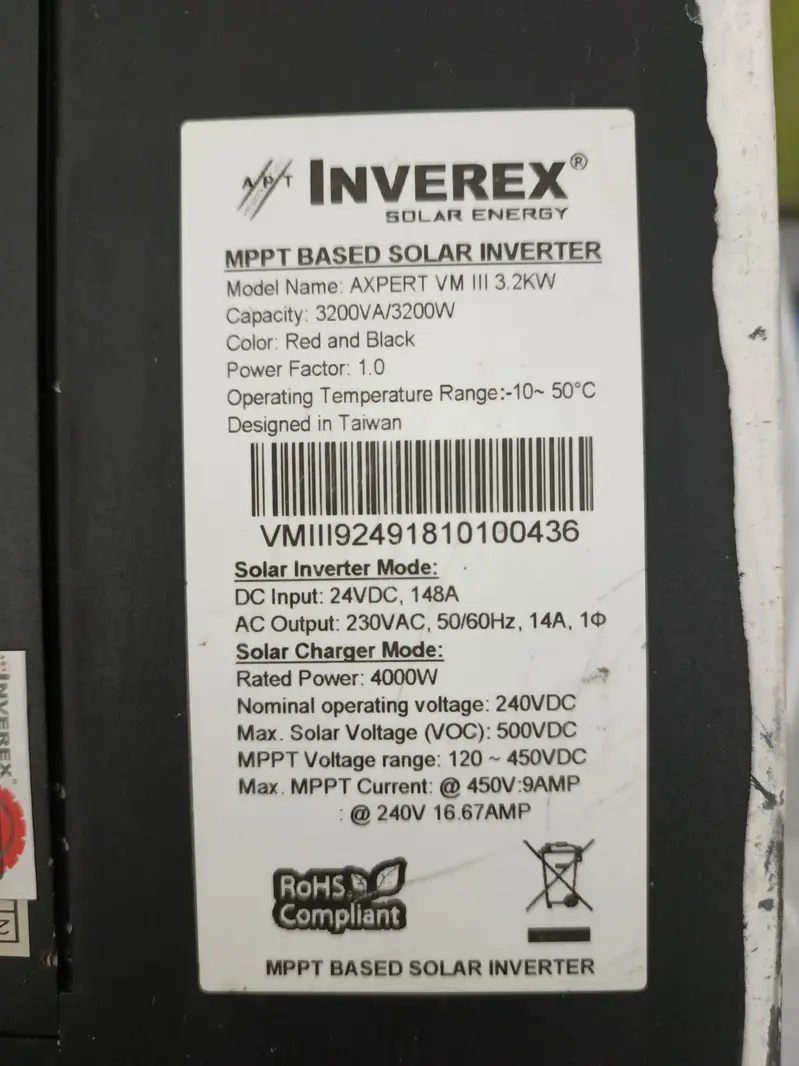 APT INVEREX®
SOLAR ENERGY
MPPT BASED SOLAR INVERTER
Model Name: AXPERT VM III 3.2KW
Capacity: 3200VA/3200W
Color: Red and Black
Power Factor: 1.0
Operating Temperature Range:-10~ 50°C
Designed in Taiwan
VMIII92491810100436
Solar Inverter Mode:
DC Input: 24VDC, 148A
AC Output: 230VAC, 50/60Hz, 14A, 1Φ
Solar Charger Mode:
Rated Power: 4000W
Nominal operating voltage: 240VDC
Max. Solar Voltage (VOC): 500VDC
MPPT Voltage range: 120 ~ 450VDC
Max. MPPT Current: @ 450V:9AMP
: @ 240V 16.67AMP
RoHS
Compliant
MPPT BASED SOLAR INVERTER
INVEREX®